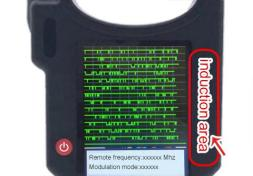 induction area
Remote frequency:xxxxxx Mhz
Modulation mode:xxxxxx